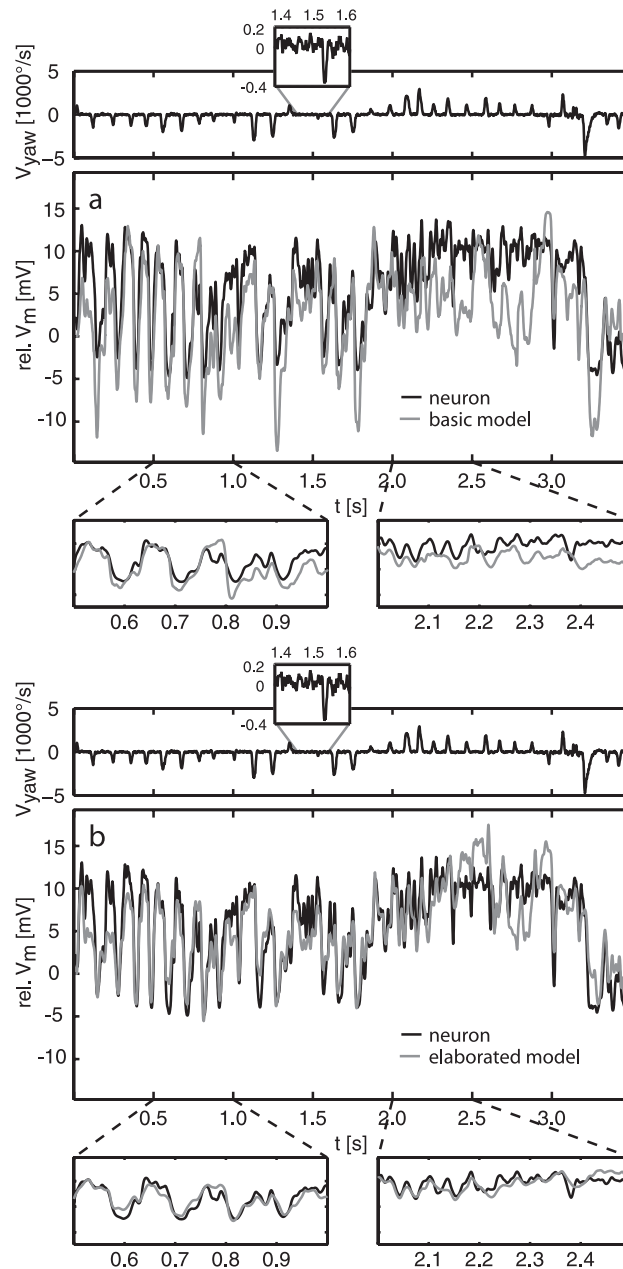 1.4 1.5 1.6
0.2
0
-0.4
5
0
−5
V yaw [1000°/s]
a
15
10
5
0
-5
-10
rel. Vm [mV]
neuron
basic model
0.5 1.0 1.5 2.0 2.5 3.0
t [s]
0.6 0.7 0.8 0.9
2.1 2.2 2.3 2.4
1.4 1.5 1.6
0.2
0
-0.4
5
0
−5
V yaw [1000°/s]
b
15
10
5
0
-5
-10
rel. Vm [mV]
neuron
elaborated model
0.5 1.0 1.5 2.0 2.5 3.0
t [s]
0.6 0.7 0.8 0.9
2.1 2.2 2.3 2.4